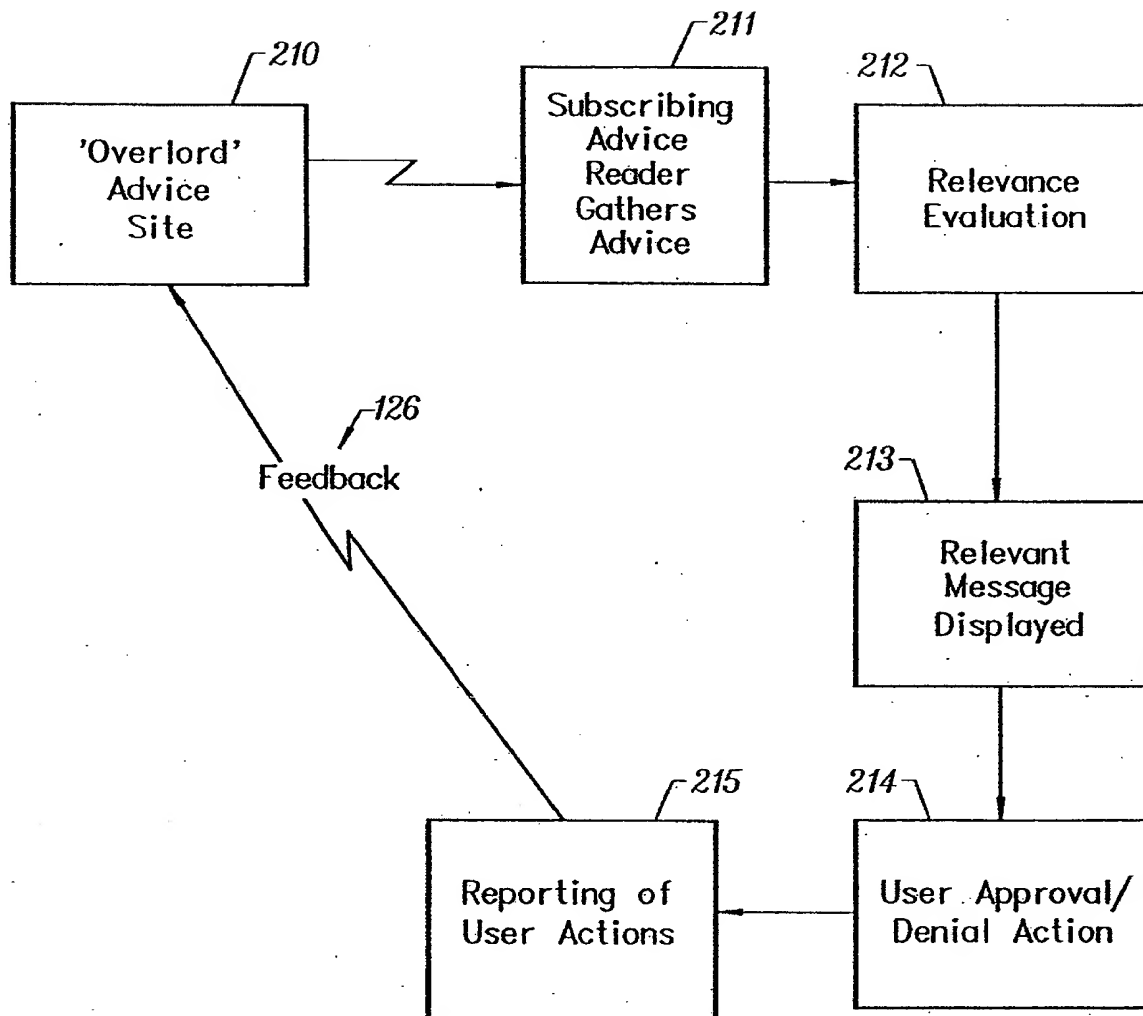 210
'Overlord'
Advice
Site
211
Subscribing
Advice
Reader
Gathers
Advice
212
Relevance
Evaluation
126
Feedback
213
Relevant
Message
Displayed
215
Reporting of
User Actions
214
User Approval/
Denial Action